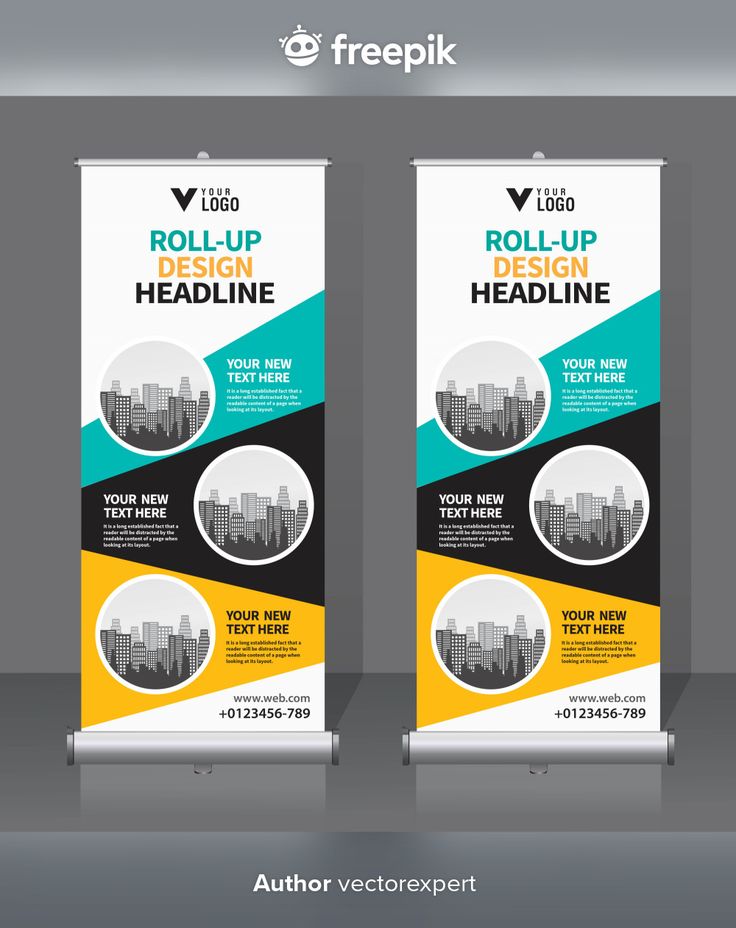 freepik
YOUR
LOGO
ROLL-UP
DESIGN
HEADLINE
YOUR NEW
TEXT HERE
It is a long established fact that a
reader will be distracted by the
readable content of a page when
looking at its layout.
YOUR NEW
TEXT HERE
It is a long established fact that a
reader will be distracted by the
readable content of a page when
looking at its layout.
YOUR NEW
TEXT HERE
It is a long established fact that a
reader will be distracted by the
readable content of a page when
looking at its layout.
www.web.com
+0123456-789
YOUR
LOGO
ROLL-UP
DESIGN
HEADLINE
YOUR NEW
TEXT HERE
It is a long established fact that a
reader will be distracted by the
readable content of a page when
looking at its layout.
YOUR NEW
TEXT HERE
It is a long established fact that a
reader will be distracted by the
readable content of a page when
looking at its layout.
YOUR NEW
TEXT HERE
It is a long established fact that a
reader will be distracted by the
readable content of a page when
looking at its layout.
www.web.com
+0123456-789
Author vectorexpert